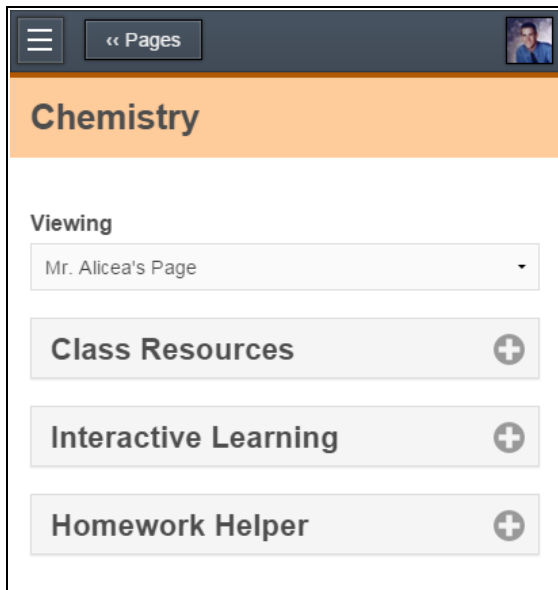 ‹‹ Pages
Chemistry
Viewing
Mr. Alicea's Page
Class Resources
Interactive Learning
Homework Helper